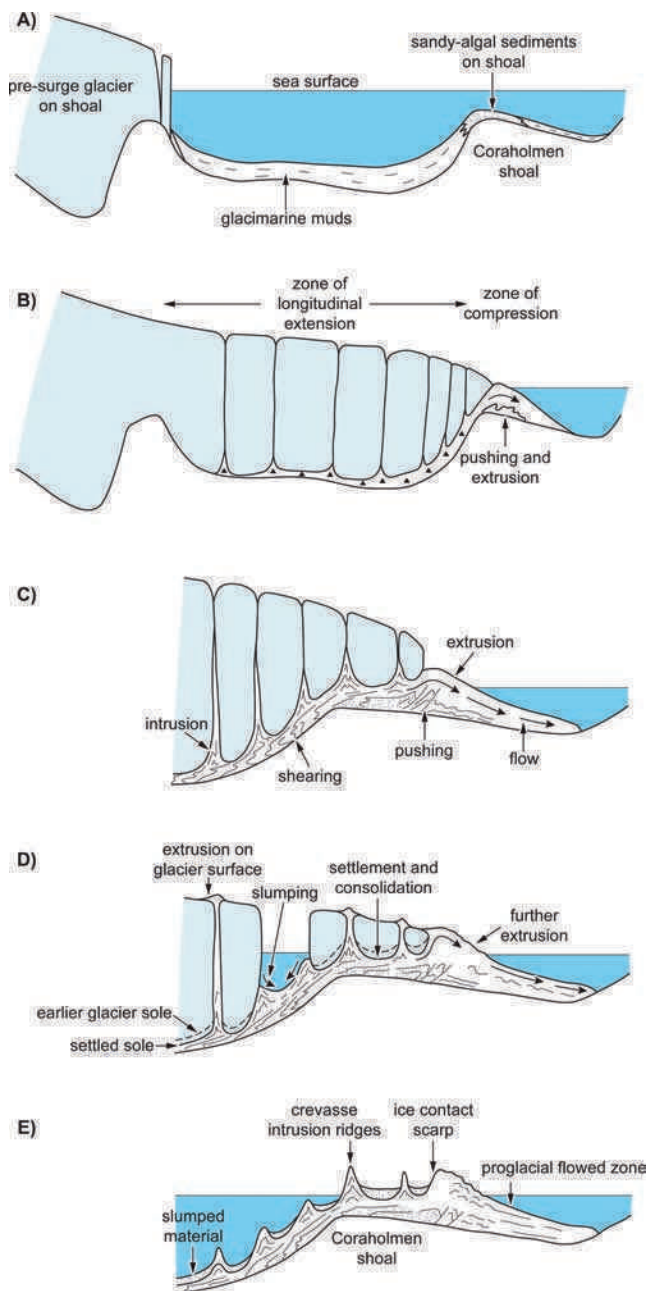 A)
sandy-algal sediments
on shoal
pre-surge glacier
on shoal
sea surface
Coraholmen
shoal
glacimarine muds
B)
zone of
longitudinal
extension
zone of
compression
pushing and
extrusion
C)
extrusion
intrusion
shearing
pushing
flow
D)
extrusion on
glacier surface
slumping
settlement and
consolidation
further
extrusion
earlier glacier sole
settled sole
E)
crevasse
intrusion ridges
ice contact
scarp
proglacial flowed zone
slumped
material
Coraholmen
shoal